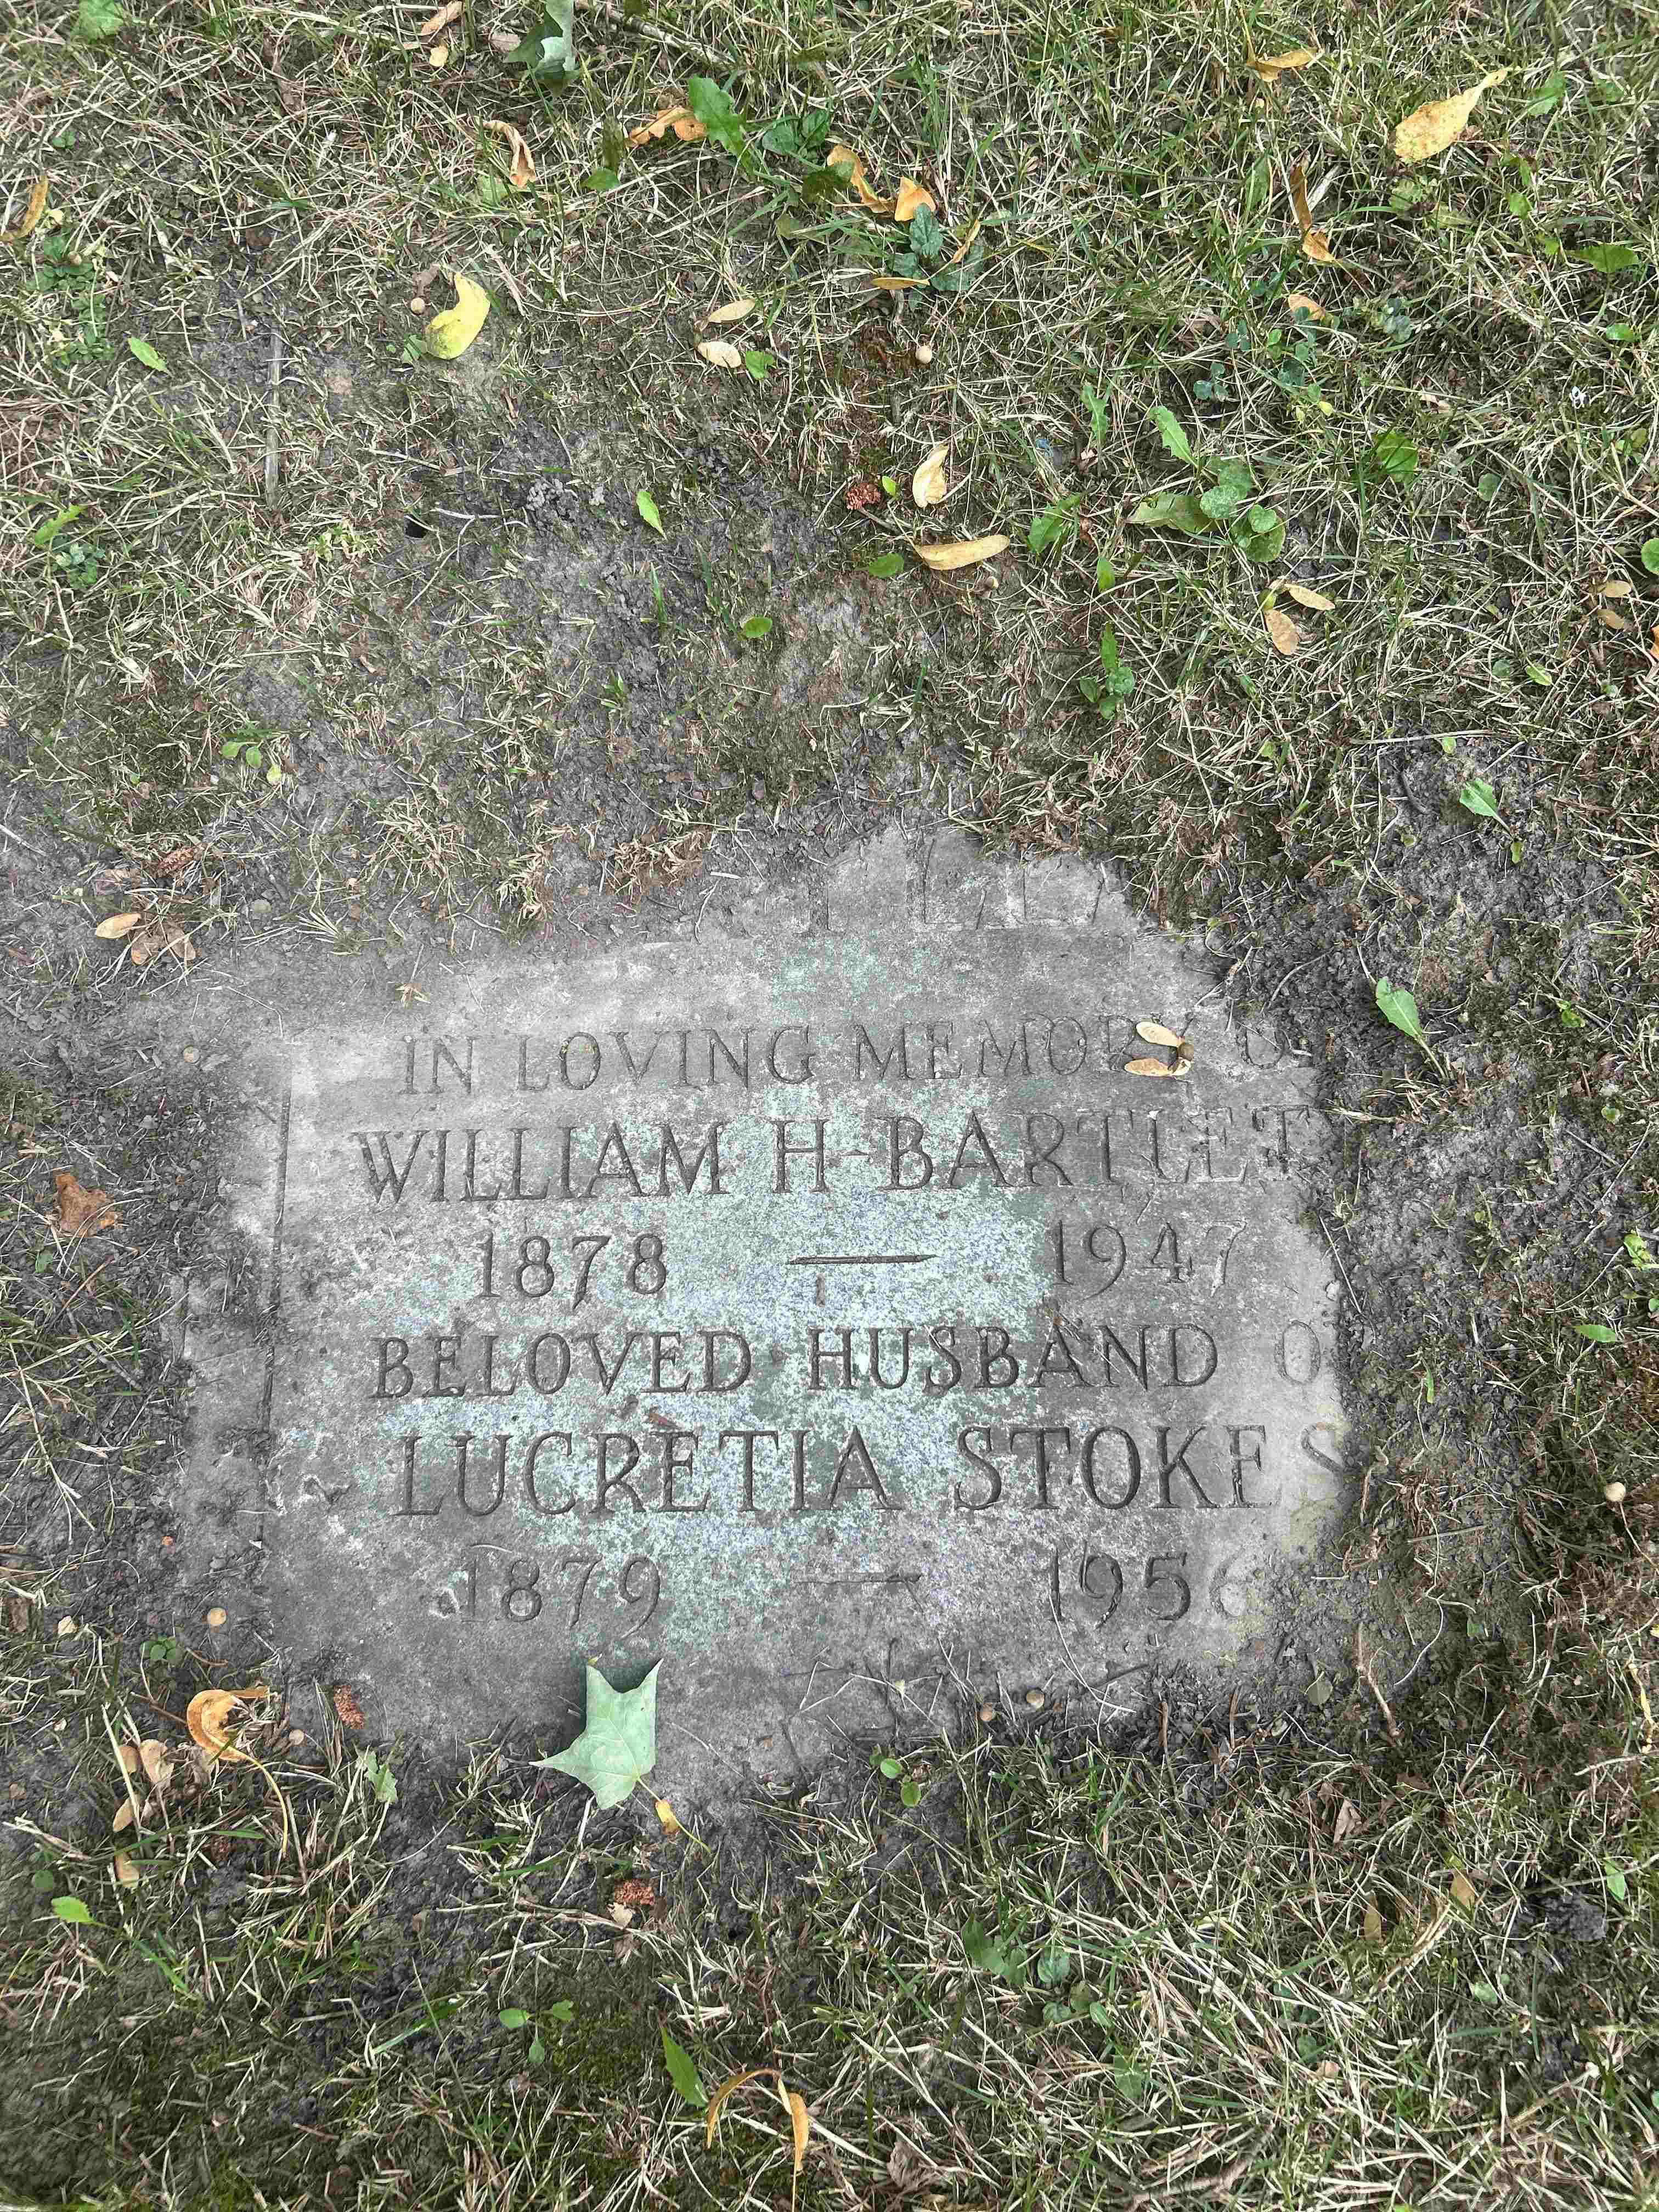 IN LOVING MEMORY O
WILLIAM H-BARTLET
1878 — 1947
BELOVED HUSBAND O
LUCRETIA STOKES
1879 — 1956